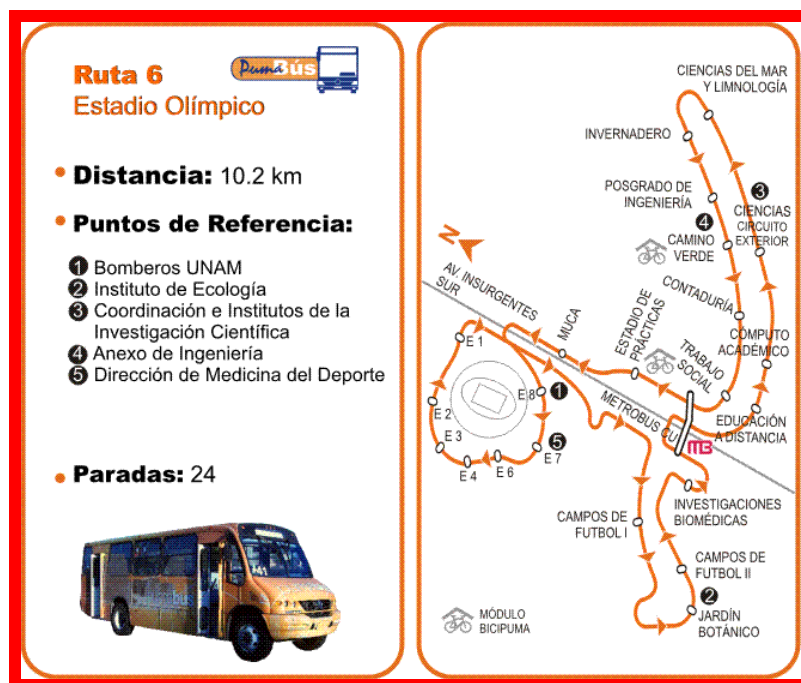 Ruta 6
PumaBús
Estadio Olímpico
Distancia: 10.2 km
Puntos de Referencia:
1 Bomberos UNAM
2 Instituto de Ecología
3 Coordinación e Institutos de la
Investigación Científica
4 Anexo de Ingeniería
5 Dirección de Medicina del Deporte
Paradas: 24
CIENCIAS DEL MAR
Y LIMNOLOGÍA
INVERNADERO
POSGRADO DE
INGENIERÍA
3
CIENCIAS
CIRCUITO
EXTERIOR
4
CAMINO
VERDE
N
AV. INSURGENTES
SUR
CONTADURÍA
MUCA
ESTADIO DE
PRÁCTICAS
TRABAJO
SOCIAL
CÓMPUTO
ACADÉMICO
E 1
E 2
E 3
E 4
E 6
E 7
E 8
1
5
METROBUS CU
MB
EDUCACIÓN
A DISTANCIA
INVESTIGACIONES
BIOMÉDICAS
CAMPOS DE
FUTBOL I
CAMPOS DE
FUTBOL II
2
JARDÍN
BOTÁNICO
MÓDULO
BICIPUMA